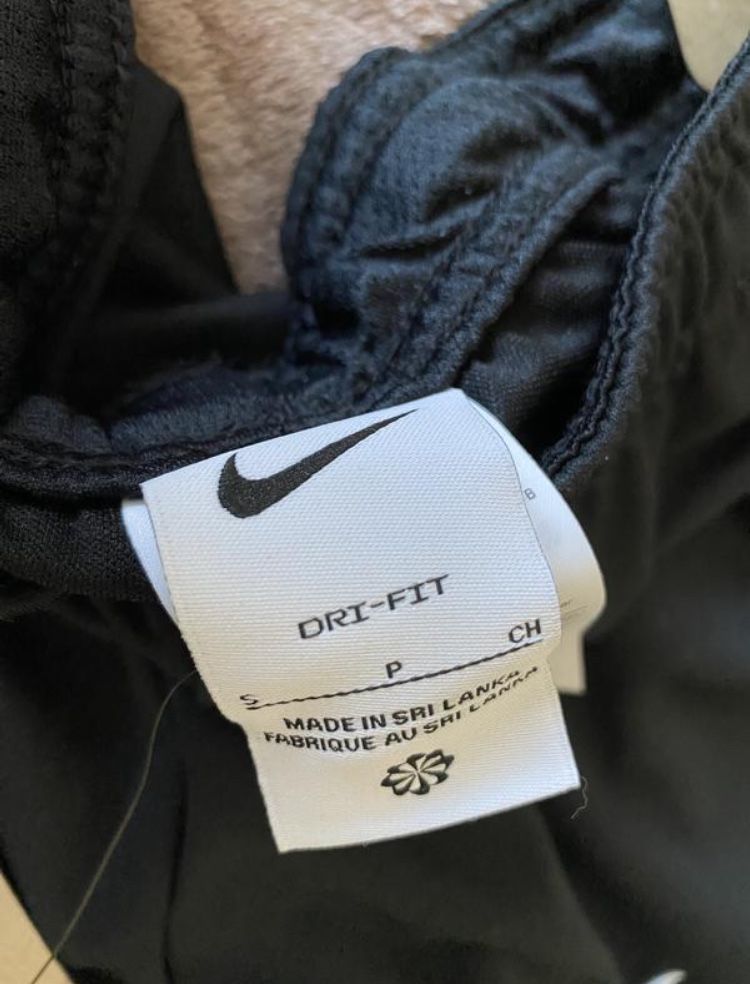 DRI-FIT
S P CH
MADE IN SRI LANKA
FABRIQUE AU SRI LANKA
B